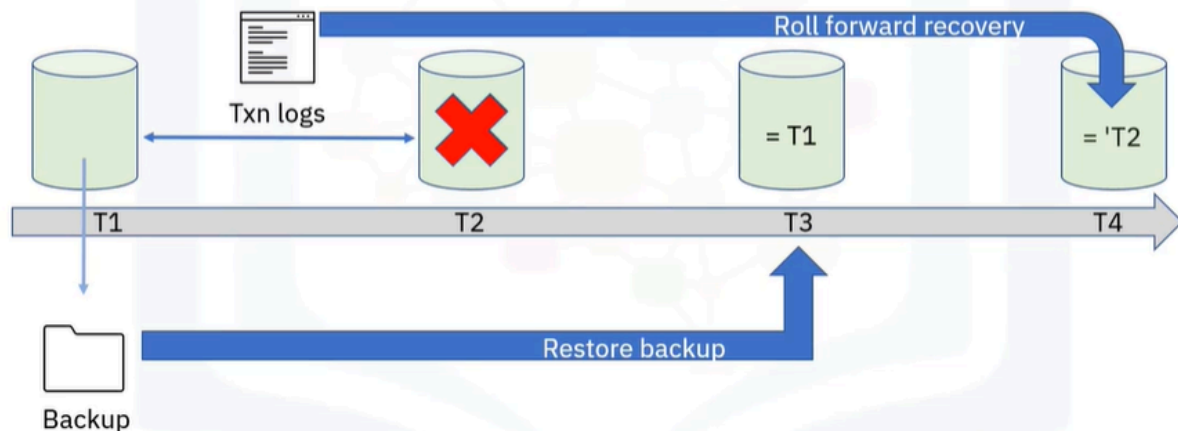 Roll forward recovery
Txn logs
= T1
= 'T2
T1
T2
T3
T4
Restore backup
Backup